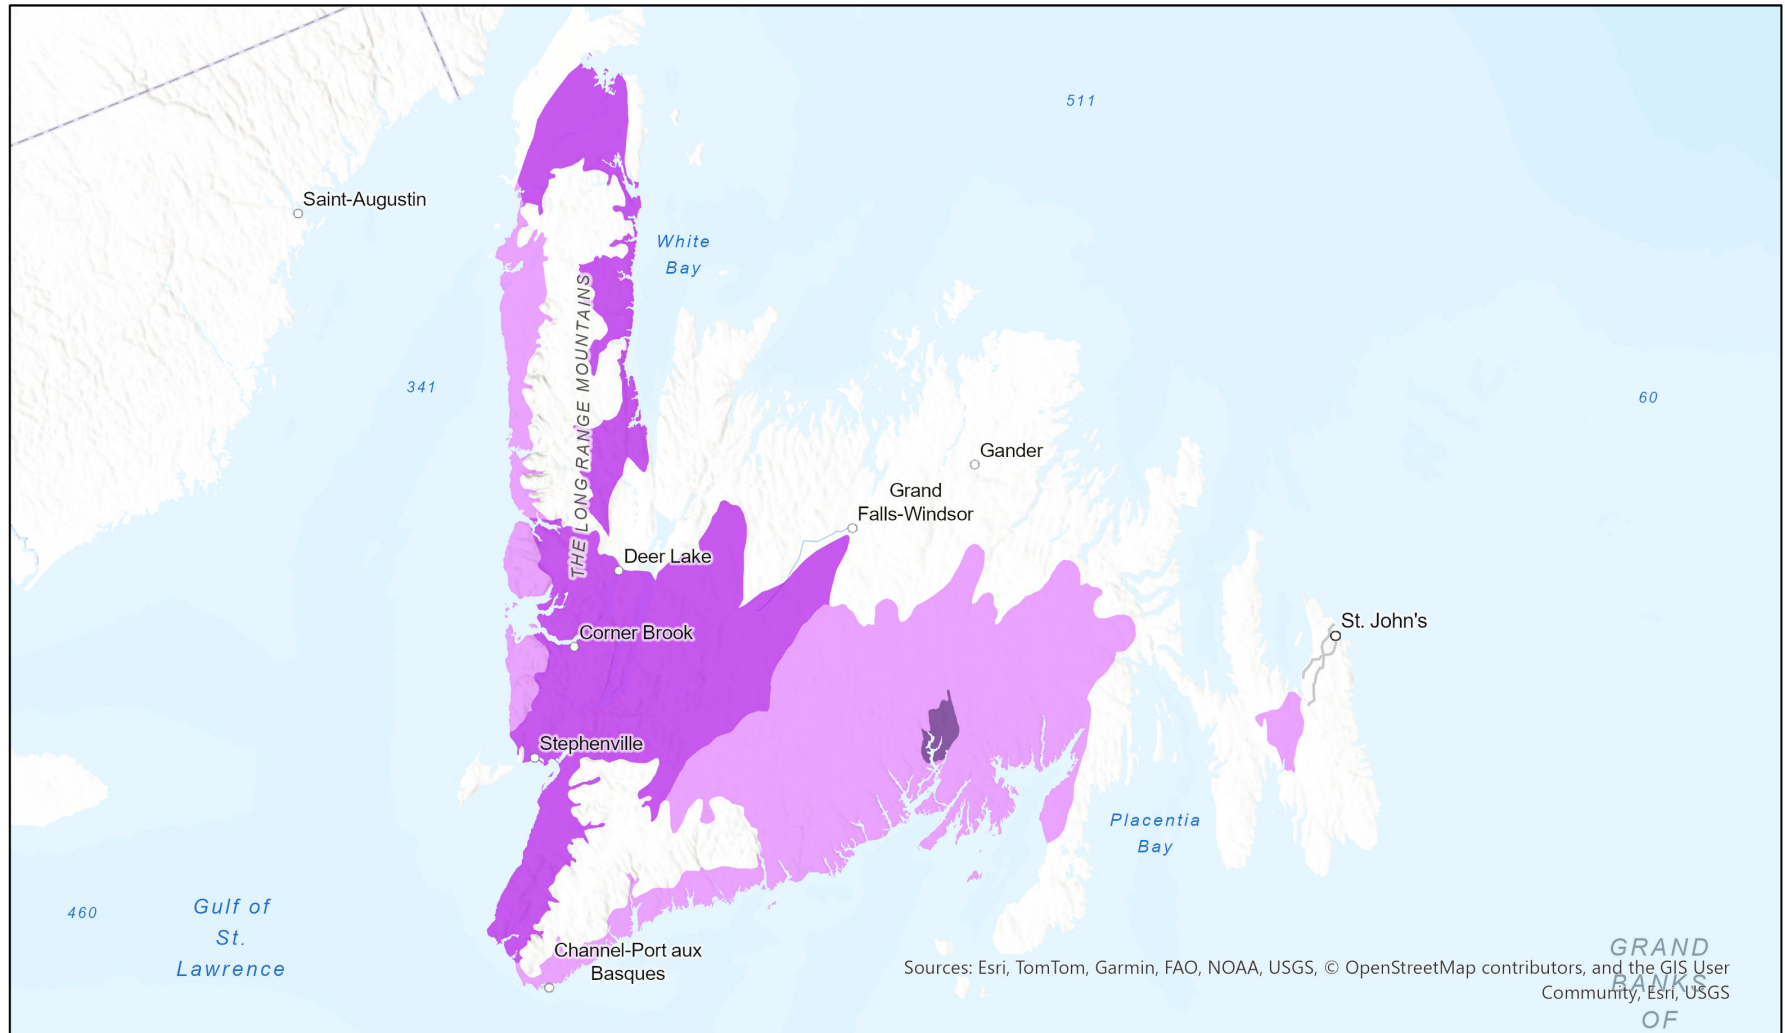 511
Saint-Augustin
White
Bay
THE LONG RANGE MOUNTAINS
341
60
Gander
Grand
Falls-Windsor
Deer Lake
St. John's
Corner Brook
Stephenville
Placentia
Bay
460
Gulf of
St.
Lawrence
Channel-Port aux
Basques
GRAND
BANKS
OF
Sources: Esri, TomTom, Garmin, FAO, NOAA, USGS, © OpenStreetMap contributors, and the GIS User
Community, Esri, USGS